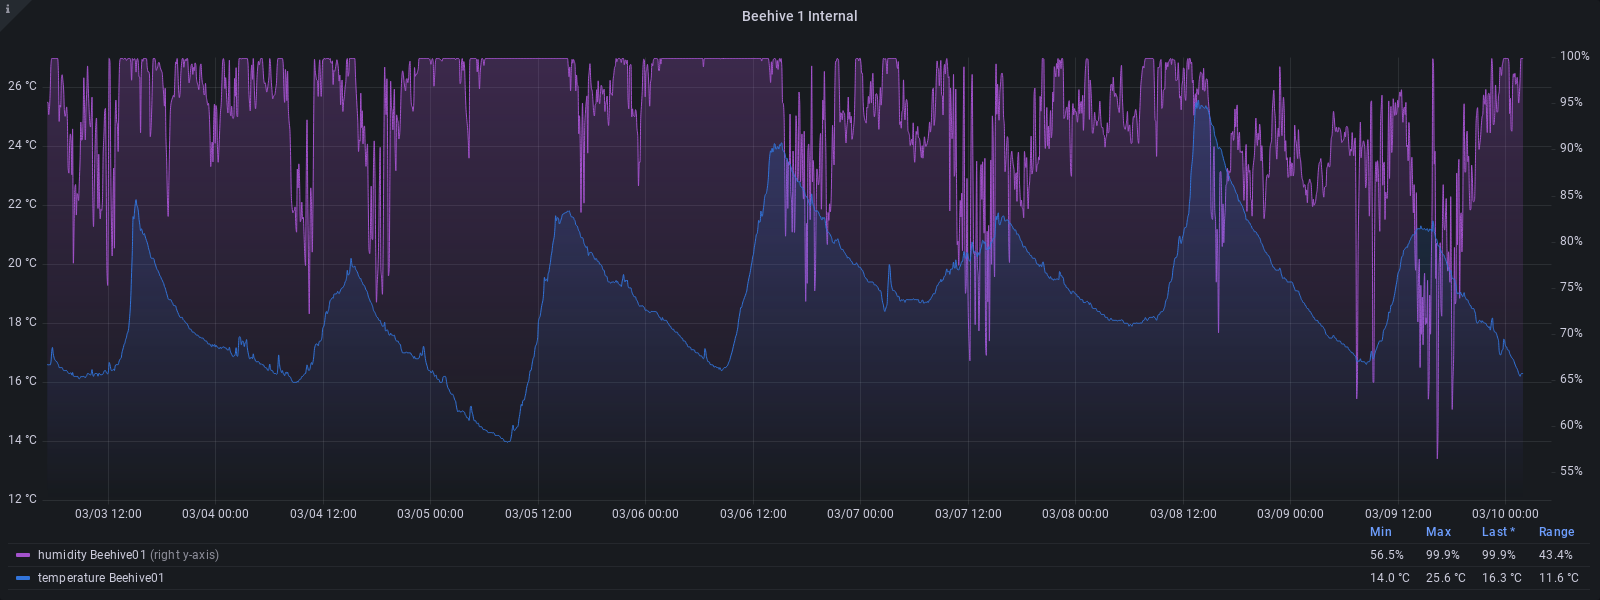 i
Beehive 1 Internal
26 °C
24 °C
22 °C
20 °C
18 °C
16 °C
14 °C
12 °C
100%
95%
90%
85%
80%
75%
70%
65%
60%
55%
03/03 12:00 03/04 00:00 03/04 12:00 03/05 00:00 03/05 12:00 03/06 00:00 03/06 12:00 03/07 00:00 03/07 12:00 03/08 00:00 03/08 12:00 03/09 00:00 03/09 12:00 03/10 00:00
Min Max Last * Range
humidity Beehive01 (right y-axis) 56.5% 99.9% 99.9% 43.4%
temperature Beehive01 14.0 °C 25.6 °C 16.3 °C 11.6 °C